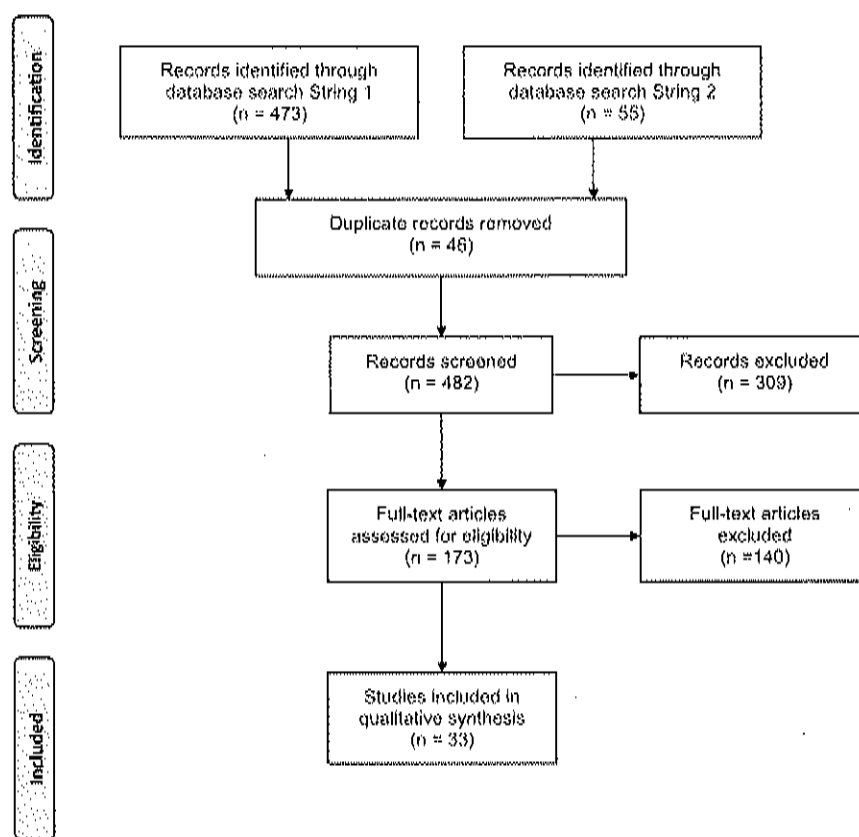 Identification
Records identified through
database search String 1
(n = 473)
Records identified through
database search String 2
(n = 55)
Duplicate records removed
(n = 46)
Screening
Records screened
(n = 482)
Records excluded
(n = 309)
Eligibility
Full-text articles
assessed for eligibility
(n = 173)
Full-text articles
excluded
(n =140)
Included
Studies included in
qualitative synthesis
(n = 33)